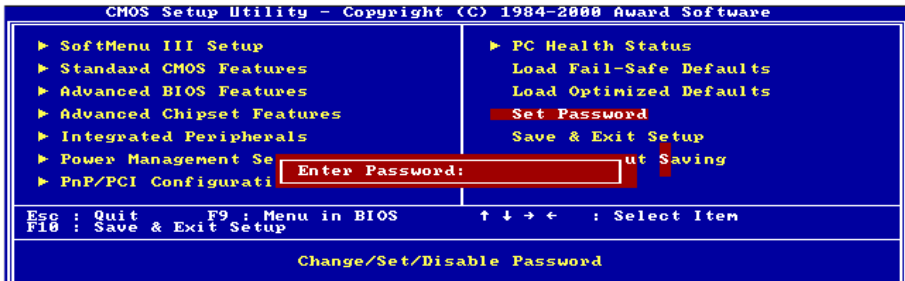 CMOS Setup Utility - Copyright (C) 1984-2000 Award Software
► SoftMenu III Setup
► Standard CMOS Features
► Advanced BIOS Features
► Advanced Chipset Features
► Integrated Peripherals
► Power Management Se
► PnP/PCI Configurati
► PC Health Status
Load Fail-Safe Defaults
Load Optimized Defaults
Set Password
Save & Exit Setup
ut Saving
Enter Password:
Esc : Quit F9 : Menu in BIOS ↑ ↓ → ← : Select Item
F10 : Save & Exit Setup
Change/Set/Disable Password